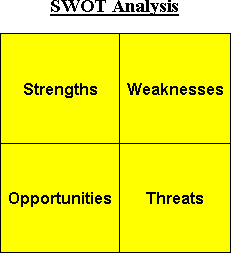 SWOT Analysis
Strengths Weaknesses
Opportunities Threats